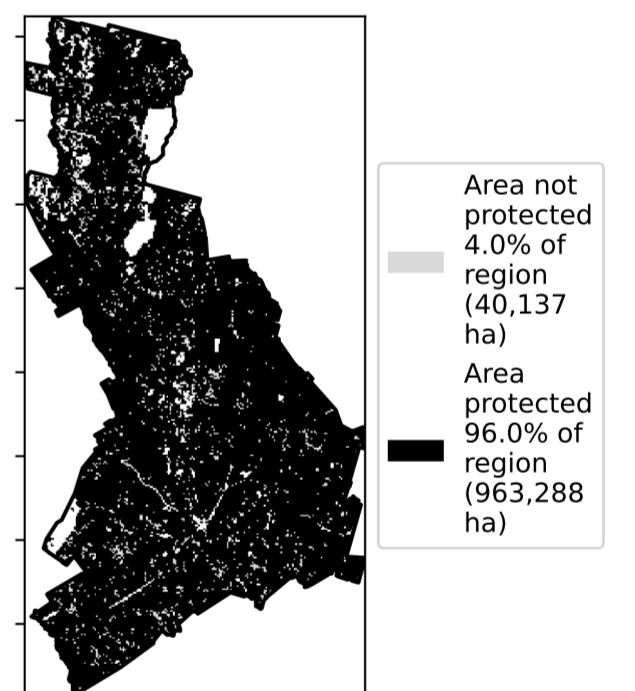 Area not
protected
4.0% of
region
(40,137
ha)
Area
protected
96.0% of
region
(963,288
ha)